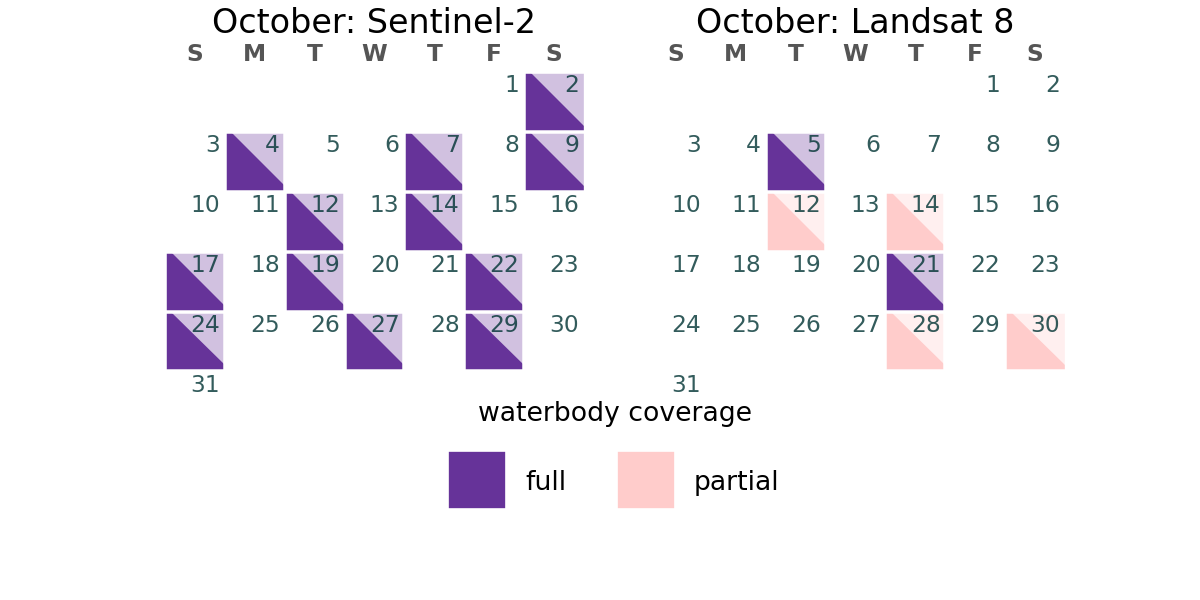 October: Sentinel-2
S M T W T F S
1 2
3 4 5 6 7 8 9
10 11 12 13 14 15 16
17 18 19 20 21 22 23
24 25 26 27 28 29 30
31
October: Landsat 8
S M T W T F S
1 2
3 4 5 6 7 8 9
10 11 12 13 14 15 16
17 18 19 20 21 22 23
24 25 26 27 28 29 30
31
waterbody coverage
full partial